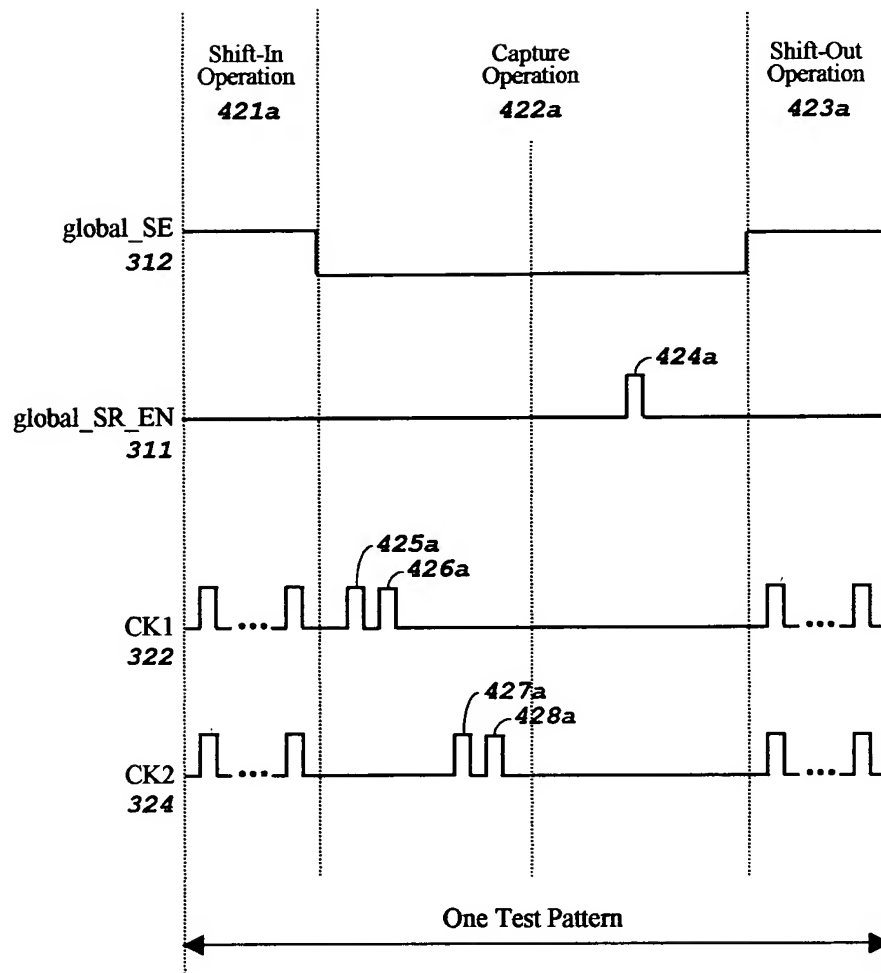 Shift-In
Operation
421a
Capture
Operation
422a
Shift-Out
Operation
423a
global_SE
312
424a
global_SR_EN
311
425a
426a
CK1
322
427a
428a
CK2
324
One Test Pattern